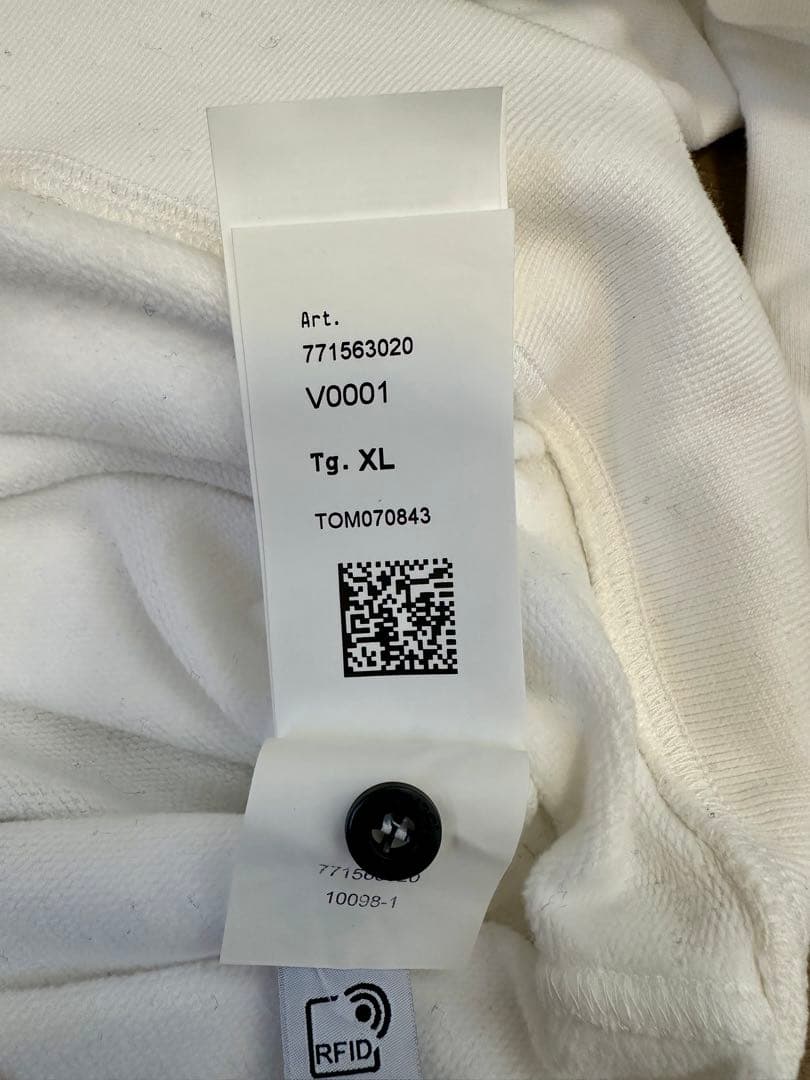 Art.
771563020
V0001
Tg. XL
TOM070843
10098-1
RFID